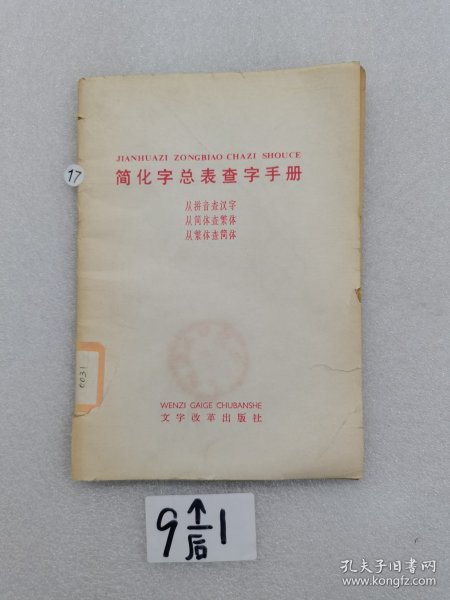 JIANHUAZI ZONGBIAO CHAZI SHOUCE
简化字总表查字手册
从拼音查汉字
从简体查繁体
从繁体查简体
17
0031
WENZI GAIGE CHUBANSHE
文字改革出版社
9↑后1
孔夫子旧书网
www.kongfz.com